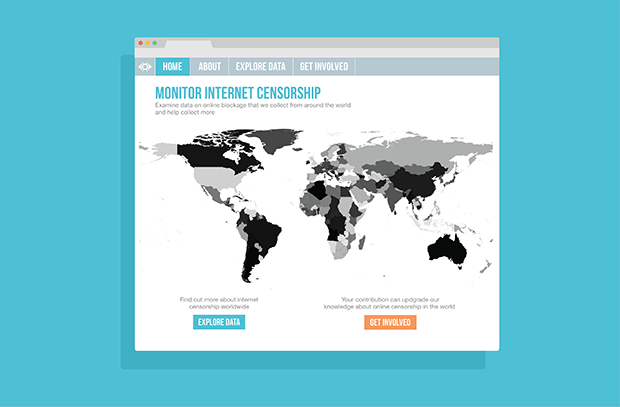 HOME
ABOUT
EXPLORE DATA
GET INVOLVED
MONITOR INTERNET CENSORSHIP
Examine data on online blockage that we collect from around the world
and help collect more
Find out more about internet
censorship worldwide
EXPLORE DATA
Your contribution can updgrade our
knowledge about online censorship in the world
GET INVOLVED